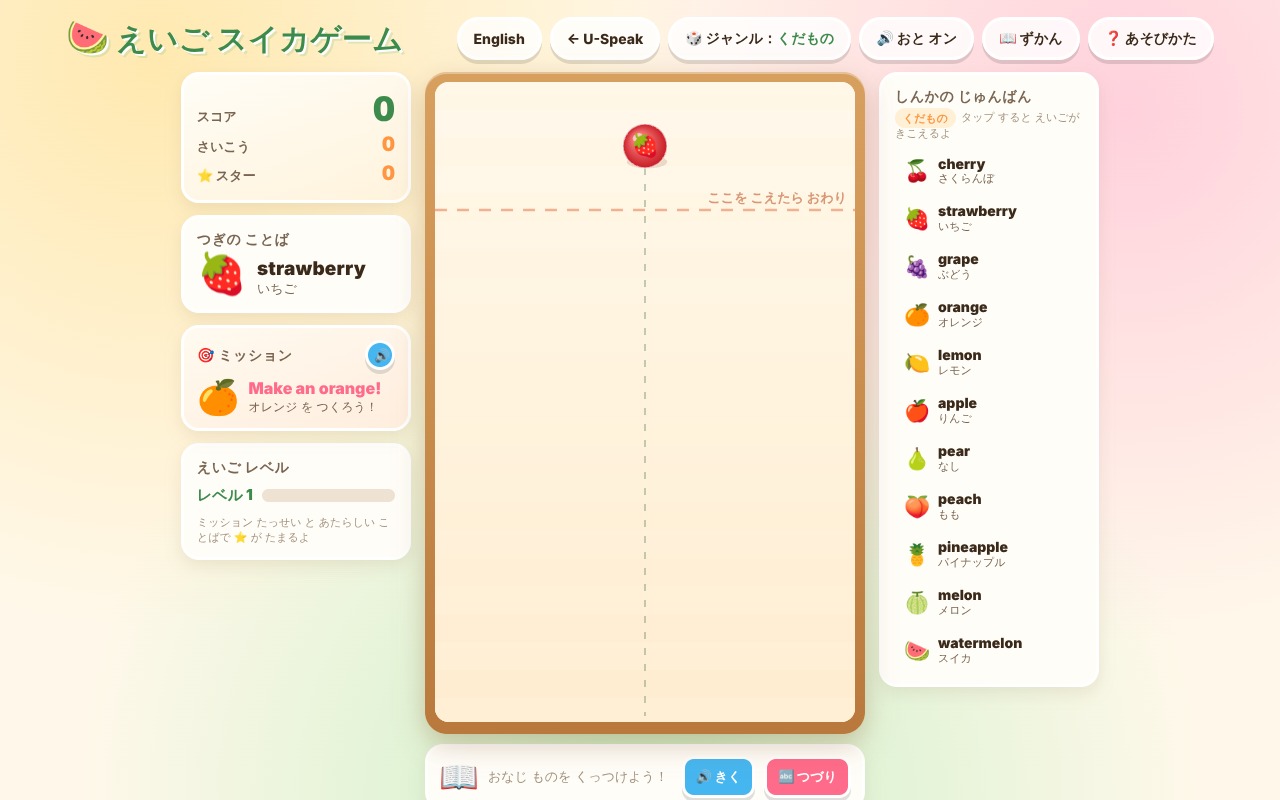 🍉 えいご スイカゲーム
English
← U-Speak
🎲 ジャンル：くだもの
🔊 おと オン
📖 ずかん
❓ あそびかた
スコア 0
さいこう 0
⭐ スター 0
つぎの ことば
strawberry
いちご
🎯 ミッション
Make an orange!
オレンジ を つくろう！
えいご レベル
レベル 1
ミッション たっせい と あたらしい こ
とばで ⭐ が たまるよ
ここを こえたら おわり
おなじ ものを くっつけよう！
🔊 きく
🔤 つづり
しんかの じゅんばん
くだもの タップ すると えいごが
きこえるよ
cherry
さくらんぼ
strawberry
いちご
grape
ぶどう
orange
オレンジ
lemon
レモン
apple
りんご
pear
なし
peach
もも
pineapple
パイナップル
melon
メロン
watermelon
スイカ